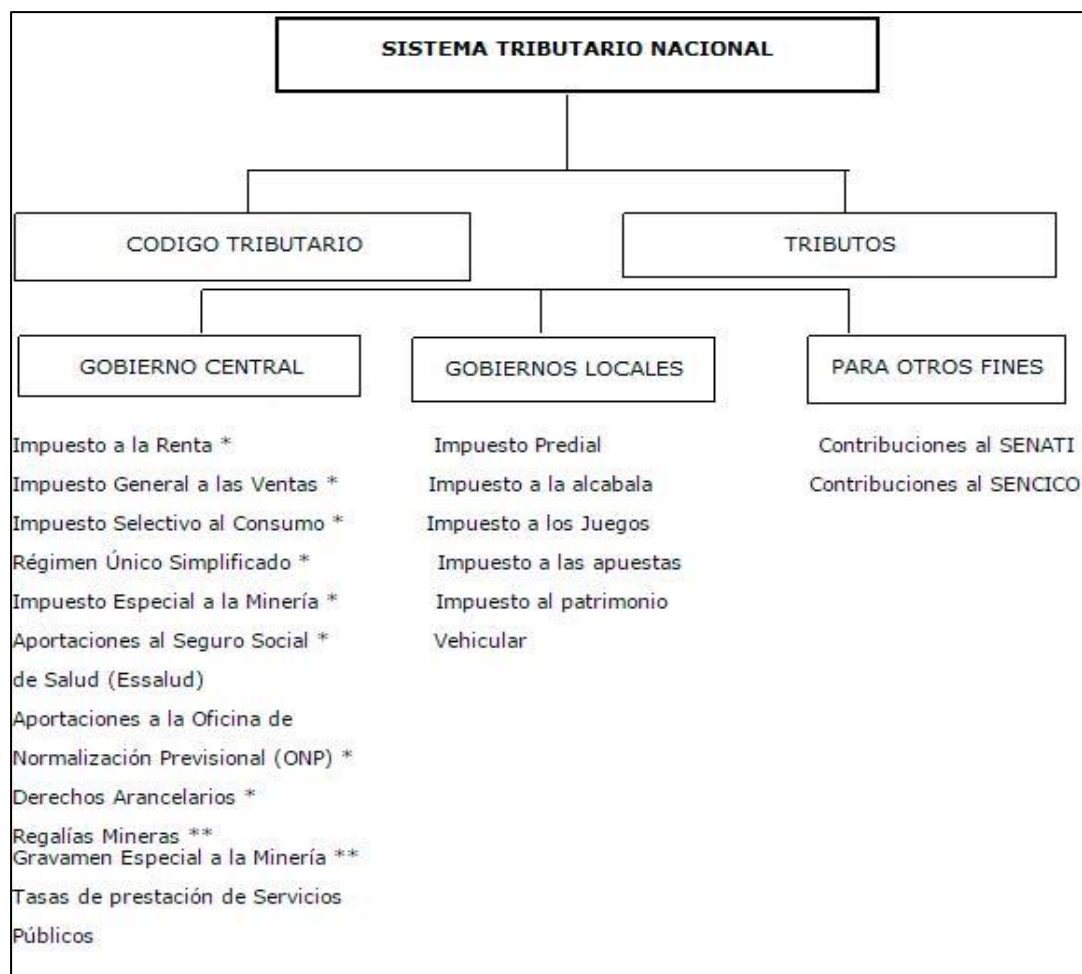 SISTEMA TRIBUTARIO NACIONAL
CODIGO TRIBUTARIO
TRIBUTOS
GOBIERNO CENTRAL
GOBIERNOS LOCALES
PARA OTROS FINES
Impuesto a la Renta *
Impuesto General a las Ventas *
Impuesto Selectivo al Consumo *
Régimen Único Simplificado *
Impuesto Especial a la Minería *
Aportaciones al Seguro Social *
de Salud (Essalud)
Aportaciones a la Oficina de
Normalización Previsional (ONP) *
Derechos Arancelarios *
Regalías Mineras **
Gravamen Especial a la Minería **
Tasas de prestación de Servicios
Públicos
Impuesto Predial
Impuesto a la alcabala
Impuesto a los Juegos
Impuesto a las apuestas
Impuesto al patrimonio
Vehicular
Contribuciones al SENATI
Contribuciones al SENCICO